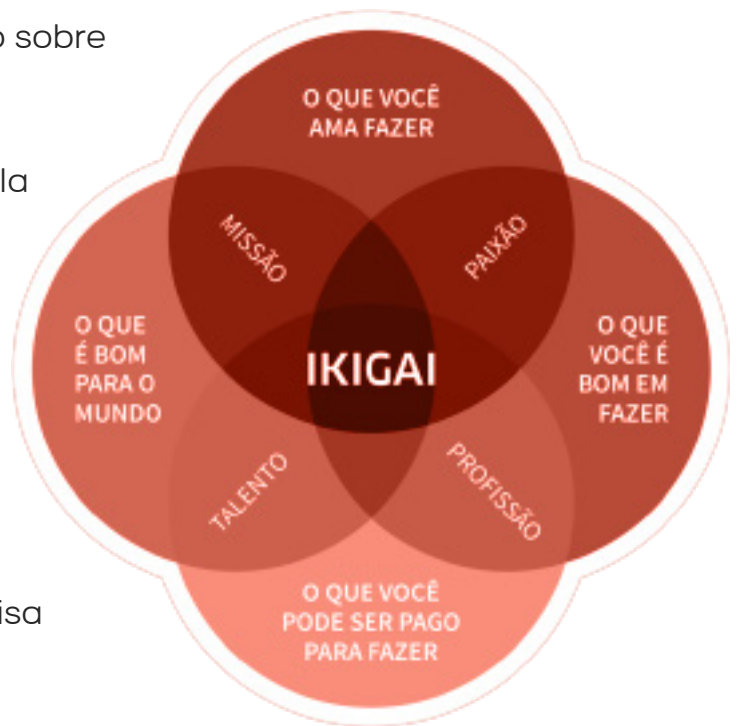 o sobre
la
isa
O QUE VOCÊ
AMA FAZER
MISSÃO
PAIXÃO
O QUE
É BOM
PARA O
MUNDO
IKIGAI
O QUE
VOCÊ É
BOM EM
FAZER
TALENTO
PROFISSÃO
O QUE VOCÊ
PODE SER PAGO
PARA FAZER